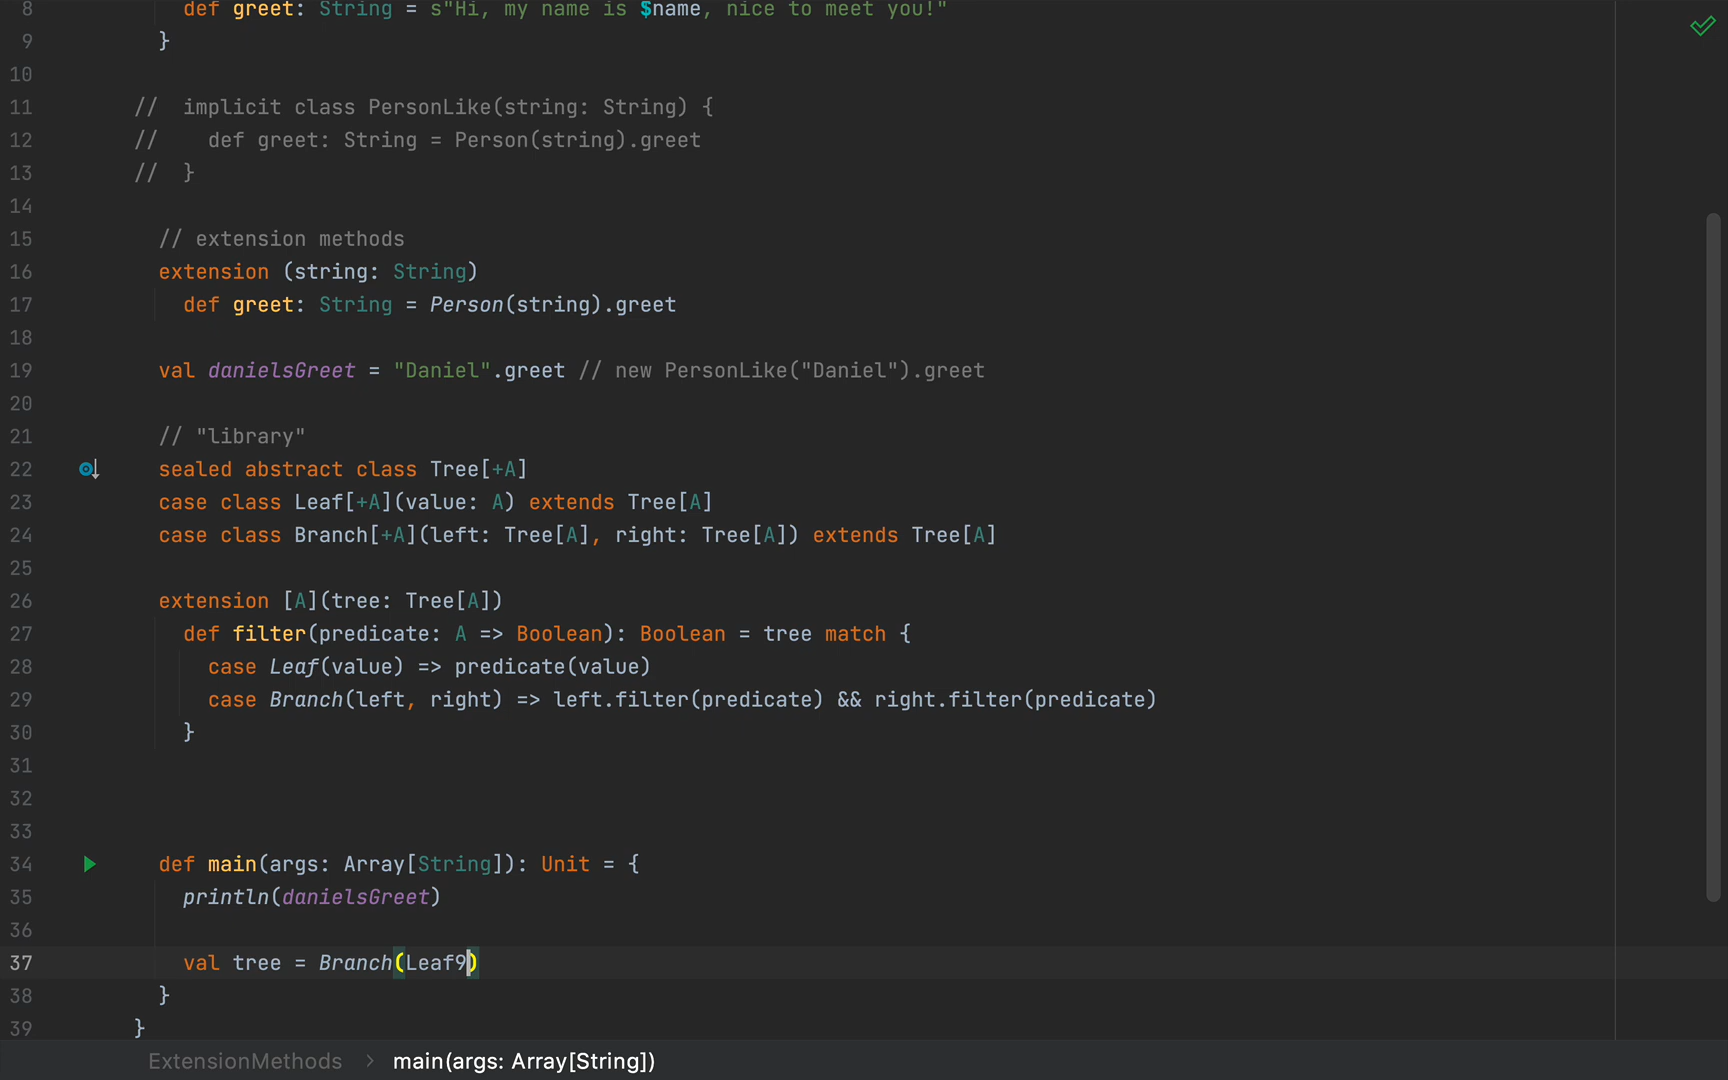 8 def greet: String = s"Hi, my name is $name, nice to meet you!"
9 }
10
11 // implicit class PersonLike(string: String) {
12 // def greet: String = Person(string).greet
13 // }
14
15 // extension methods
16 extension (string: String)
17 def greet: String = Person(string).greet
18
19 val danielsGreet = "Daniel".greet // new PersonLike("Daniel").greet
20
21 // "library"
22 sealed abstract class Tree[+A]
23 case class Leaf[+A](value: A) extends Tree[A]
24 case class Branch[+A](left: Tree[A], right: Tree[A]) extends Tree[A]
25
26 extension [A](tree: Tree[A])
27 def filter(predicate: A => Boolean): Boolean = tree match {
28 case Leaf(value) => predicate(value)
29 case Branch(left, right) => left.filter(predicate) && right.filter(predicate)
30 }
31
32
33
34 def main(args: Array[String]): Unit = {
35 println(danielsGreet)
36
37 val tree = Branch(Leaf9)
38 }
39 }
ExtensionMethods > main(args: Array[String])